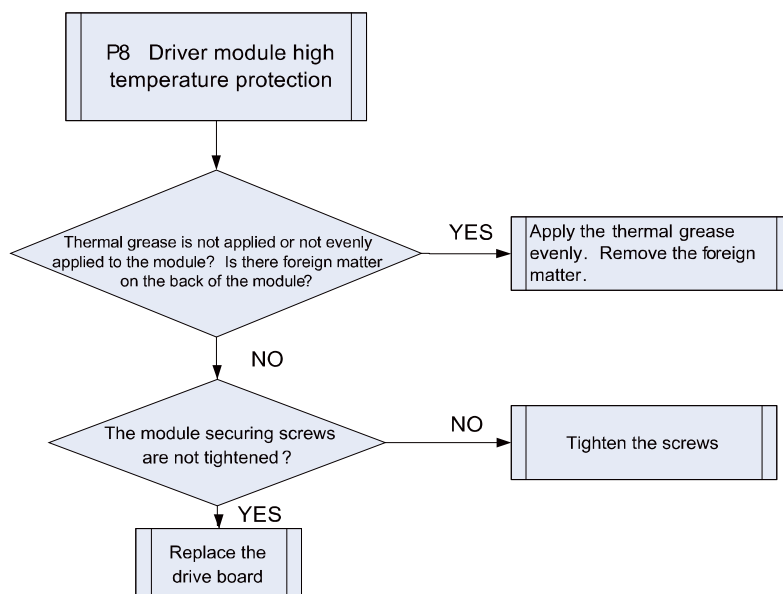 P8 Driver module high
temperature protection
Thermal grease is not applied or not evenly
applied to the module? Is there foreign matter
on the back of the module?
YES
Apply the thermal grease
evenly. Remove the foreign
matter.
NO
The module securing screws
are not tightened?
NO
Tighten the screws
YES
Replace the
drive board